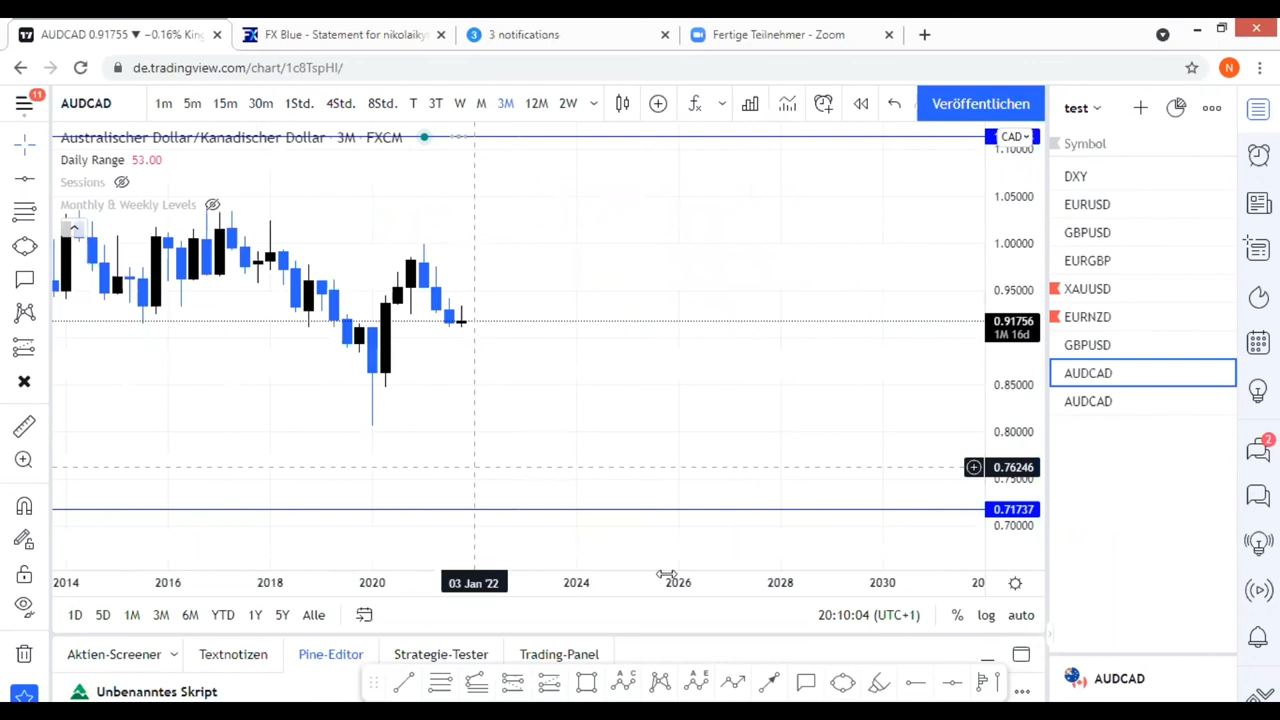 AUDCAD 0.91755 ▼ −0.16% King
FX Blue - Statement for nikolaiky
3 notifications
Fertige Teilnehmer - Zoom
de.tradingview.com/chart/1c8TspHI/
N
11
AUDCAD
1m 5m 15m 30m 1Std. 4Std. 8Std. T 3T W M 3M 12M 2W
Veröffentlichen
test
Australischer Dollar/Kanadischer Dollar · 3M · FXCM
CAD
Daily Range 53.00
Sessions
Monthly & Weekly Levels
1.10000
1.05000
1.00000
0.95000
0.91756
1M 16d
0.85000
0.80000
0.76246
0.75000
0.71737
0.70000
Symbol
DXY
EURUSD
GBPUSD
EURGBP
XAUUSD
EURNZD
GBPUSD
AUDCAD
AUDCAD
2
2014 2016 2018 2020 03 Jan '22 2024 2026 2028 2030 20
1D 5D 1M 3M 6M YTD 1Y 5Y Alle
20:10:04 (UTC+1) % log auto
Aktien-Screener Textnotizen Pine-Editor Strategie-Tester Trading-Panel
Unbenanntes Skript
AUDCAD